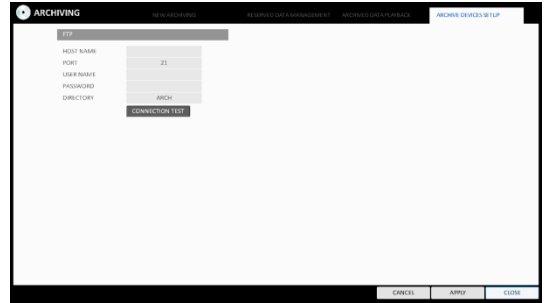 ARCHIVING NEW ARCHIVING RESERVED DATA MANAGEMENT ARCHIVED DATA PLAYBACK ARCHIVE DEVICES SETUP
FTP
HOST NAME
PORT 21
USER NAME
PASSWORD
DIRECTORY ARCH
CONNECTION TEST
CANCEL APPLY CLOSE